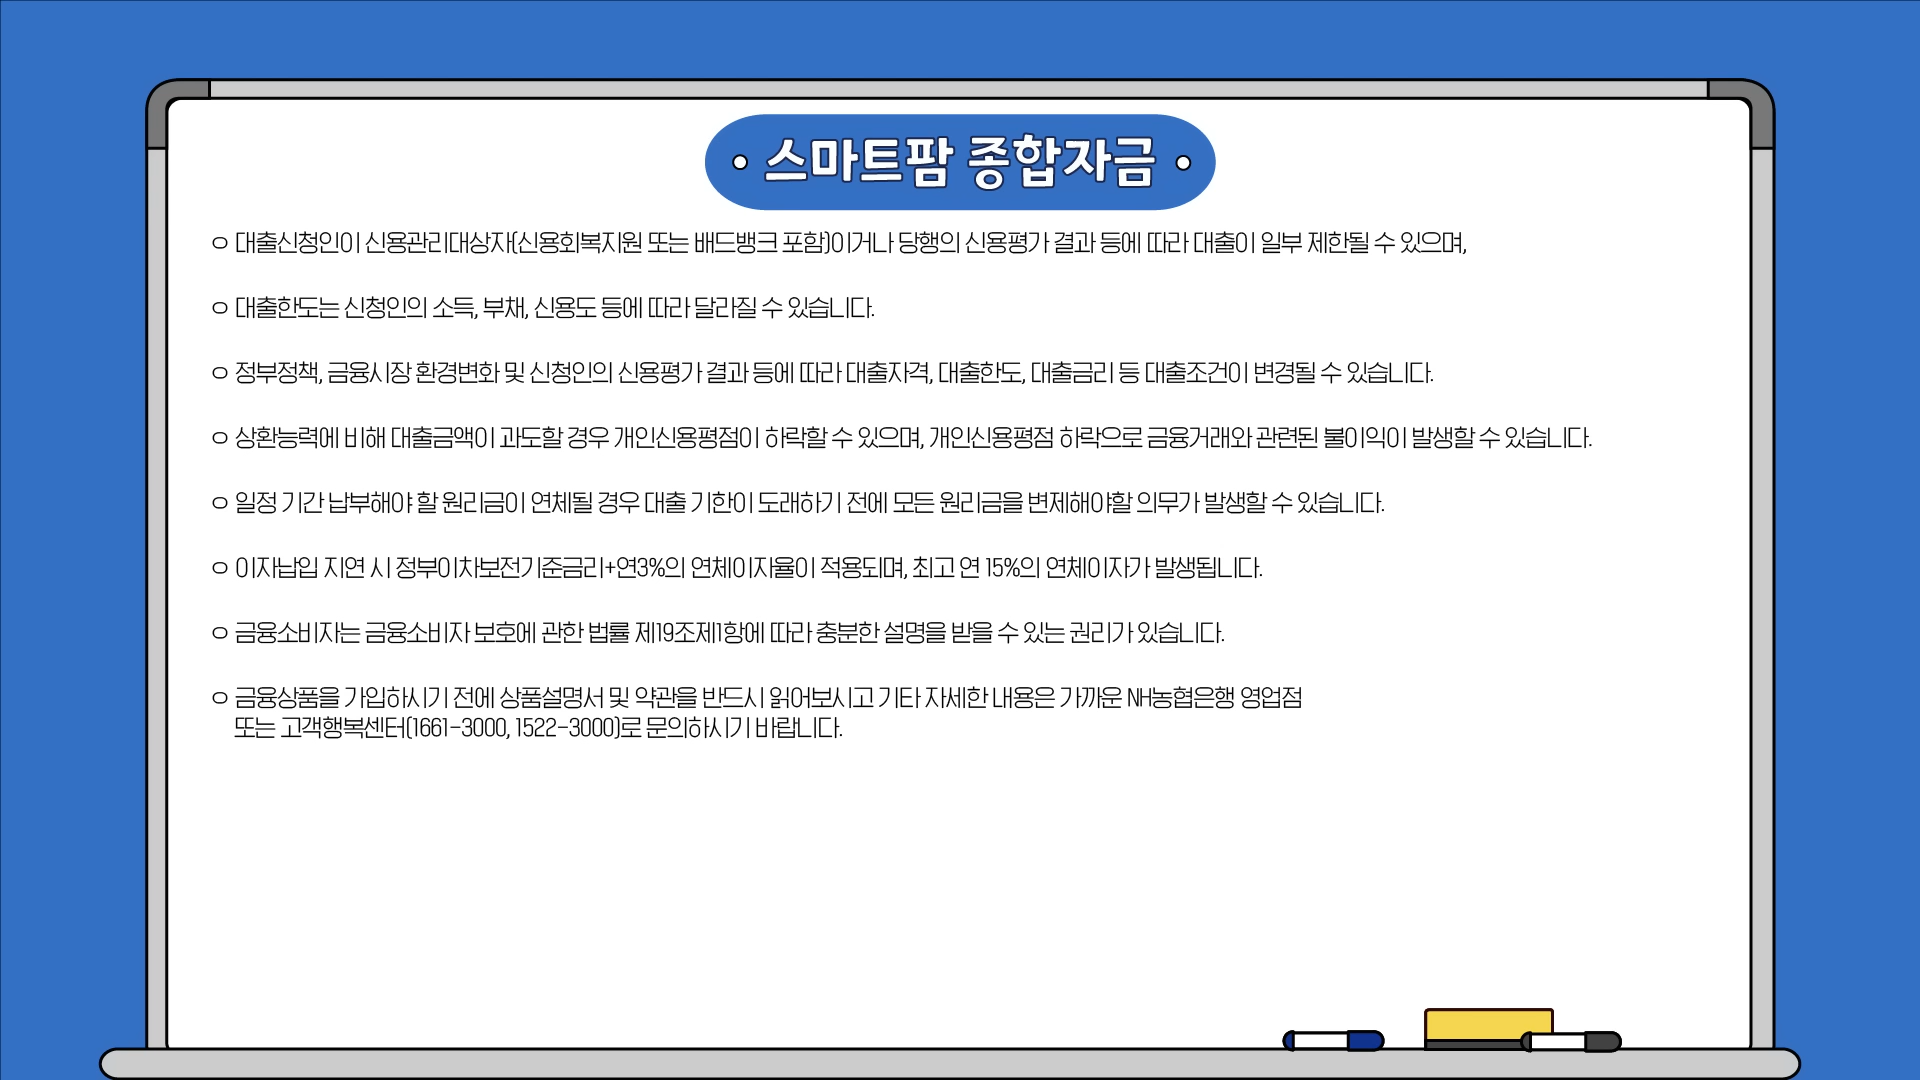 • 스마트팜 종합자금 •
ㅇ 대출신청인이 신용관리대상자(신용회복지원 또는 배드뱅크 포함)이거나 당행의 신용평가 결과 등에 따라 대출이 일부 제한될 수 있으며,
ㅇ 대출한도는 신청인의 소득, 부채, 신용도 등에 따라 달라질 수 있습니다.
ㅇ 정부정책, 금융시장 환경변화 및 신청인의 신용평가 결과 등에 따라 대출자격, 대출한도, 대출금리 등 대출조건이 변경될 수 있습니다.
ㅇ 상환능력에 비해 대출금액이 과도할 경우 개인신용평점이 하락할 수 있으며, 개인신용평점 하락으로 금융거래와 관련된 불이익이 발생할 수 있습니다.
ㅇ 일정 기간 납부해야 할 원리금이 연체될 경우 대출 기한이 도래하기 전에 모든 원리금을 변제해야할 의무가 발생할 수 있습니다.
ㅇ 이자납입 지연 시 정부이차보전기준금리+연3%의 연체이자율이 적용되며, 최고 연 15%의 연체이자가 발생됩니다.
ㅇ 금융소비자는 금융소비자 보호에 관한 법률 제19조제1항에 따라 충분한 설명을 받을 수 있는 권리가 있습니다.
ㅇ 금융상품을 가입하시기 전에 상품설명서 및 약관을 반드시 읽어보시고 기타 자세한 내용은 가까운 NH농협은행 영업점
또는 고객행복센터(1661-3000, 1522-3000)로 문의하시기 바랍니다.